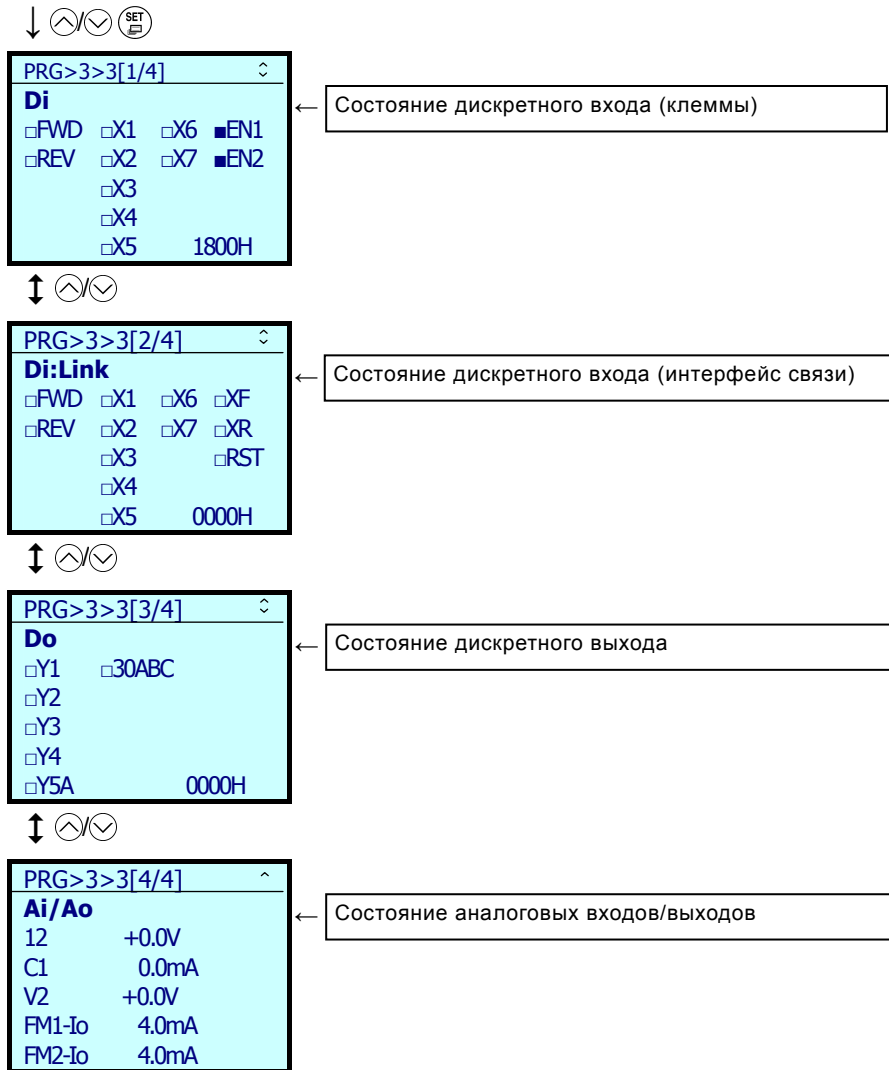 ↓ / SET
PRG>3>3[1/4]
Di
□FWD □X1 □X6 ■EN1
□REV □X2 □X7 ■EN2
□X3
□X4
□X5 1800H
← Состояние дискретного входа (клеммы)
↕ /
PRG>3>3[2/4]
Di:Link
□FWD □X1 □X6 □XF
□REV □X2 □X7 □XR
□X3 □RST
□X4
□X5 0000H
← Состояние дискретного входа (интерфейс связи)
↕ /
PRG>3>3[3/4]
Do
□Y1 □30ABC
□Y2
□Y3
□Y4
□Y5A 0000H
← Состояние дискретного выхода
↕ /
PRG>3>3[4/4]
Ai/Ao
12 +0.0V
C1 0.0mA
V2 +0.0V
FM1-Io 4.0mA
FM2-Io 4.0mA
← Состояние аналоговых входов/выходов